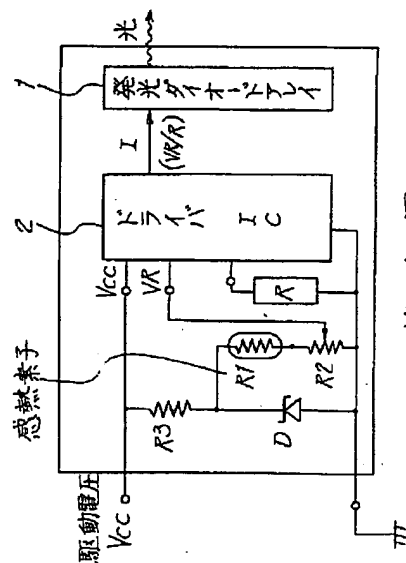 駆動電圧
Vcc
感熱素子
Vcc
VR
R3
R1
R2
D
R
2
ドライバ
IC
I
(VR/R)
1
発光ダイオードアレイ
光